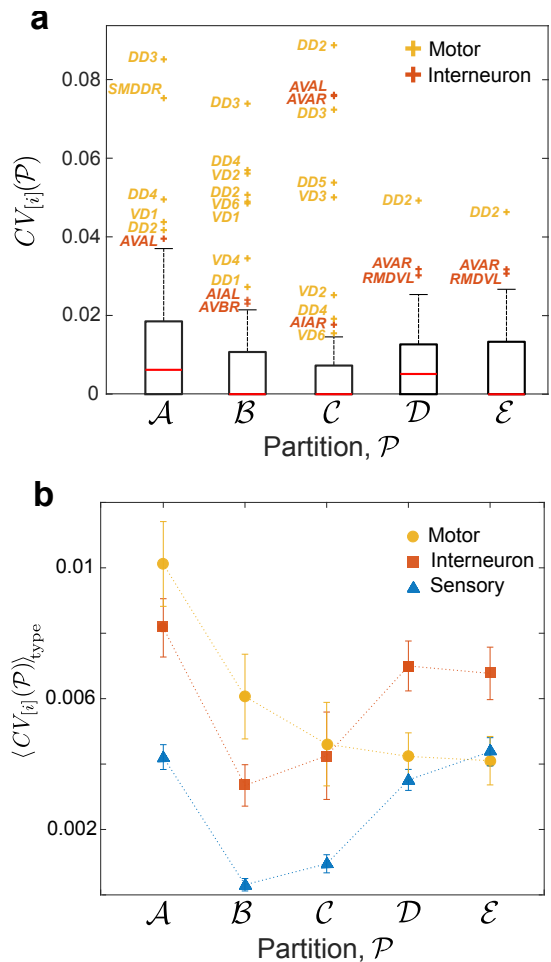 a
Motor
Interneuron
0.08
0.06
0.04
0.02
0
CV[i](𝒫)
DD3
SMDDR
DD4
VD1
DD2
AVAL
DD3
DD4
VD2
DD2
VD6
VD1
VD4
DD1
AIAL
AVBR
DD2
AVAL
AVAR
DD3
DD5
VD3
VD2
DD4
AIAR
VD6
DD2
AVAR
RMDVL
DD2
AVAR
RMDVL
𝒜 ℬ 𝒞 𝒟 ℰ
Partition, 𝒫
b
Motor
Interneuron
Sensory
0.01
0.006
0.002
⟨CV[i](𝒫)⟩type
𝒜 ℬ 𝒞 𝒟 ℰ
Partition, 𝒫